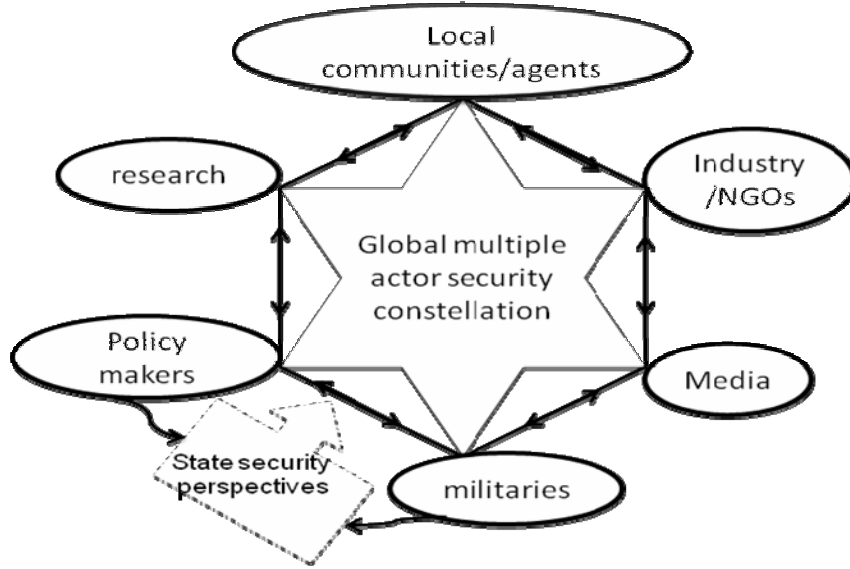 Local
communities/agents
research
Industry
/NGOs
Global multiple
actor security
constellation
Policy
makers
Media
State security
perspectives
militaries